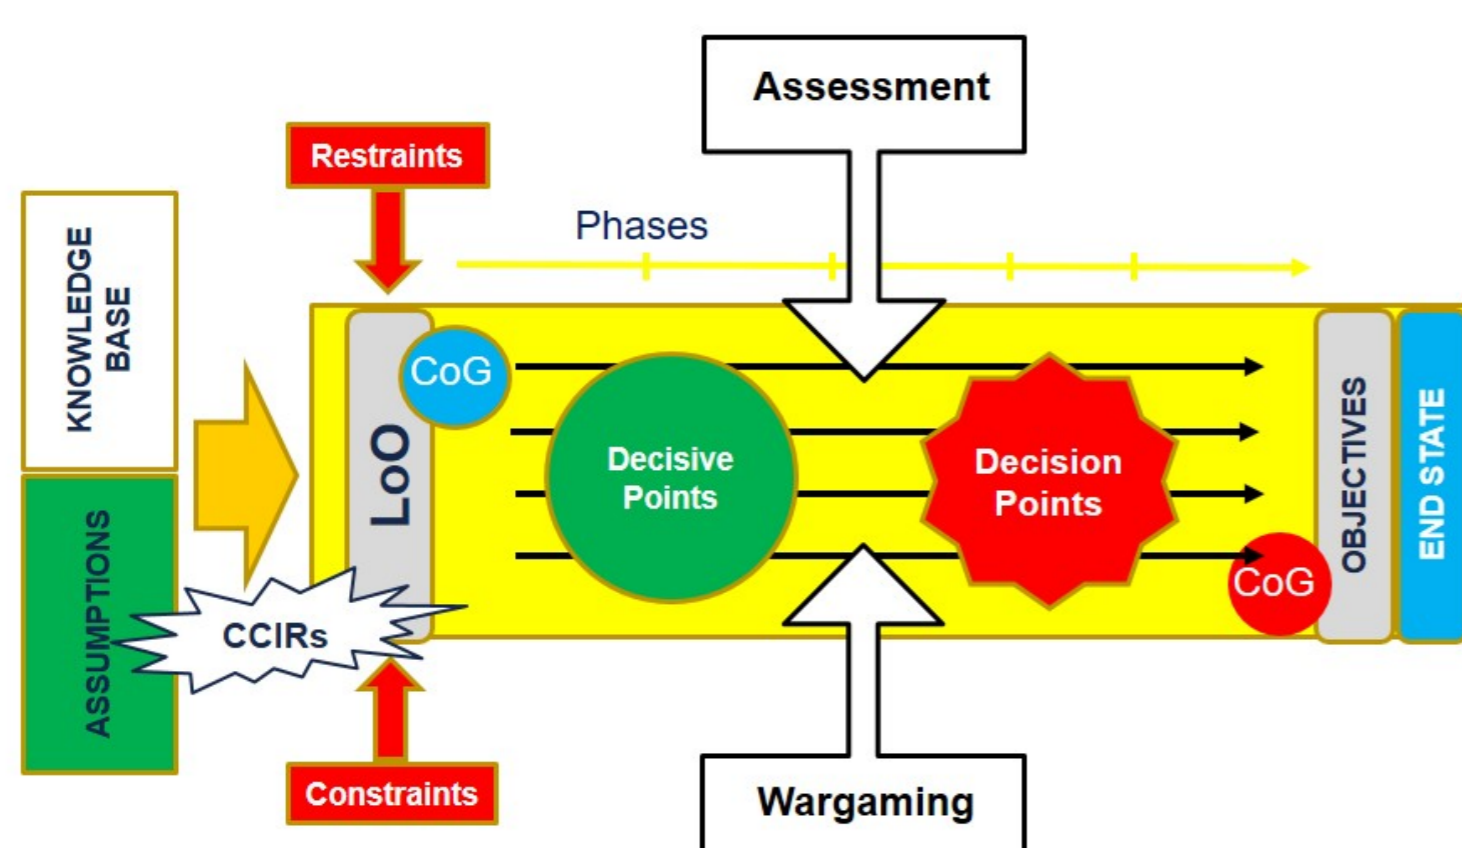 Assessment
Restraints
Phases
KNOWLEDGE
BASE
CoG
LoO
Decisive
Points
Decision
Points
OBJECTIVES
END STATE
CoG
ASSUMPTIONS
CCIRs
Constraints
Wargaming